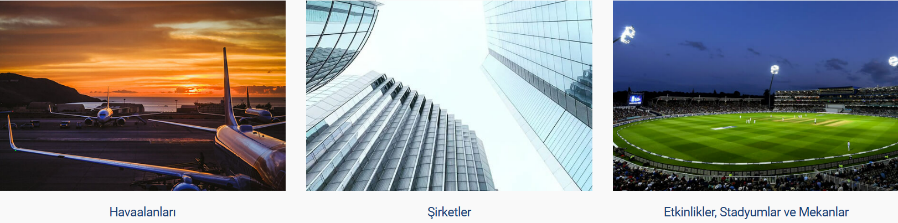 Havaalanları
Şirketler
Etkinlikler, Stadyumlar ve Mekanlar